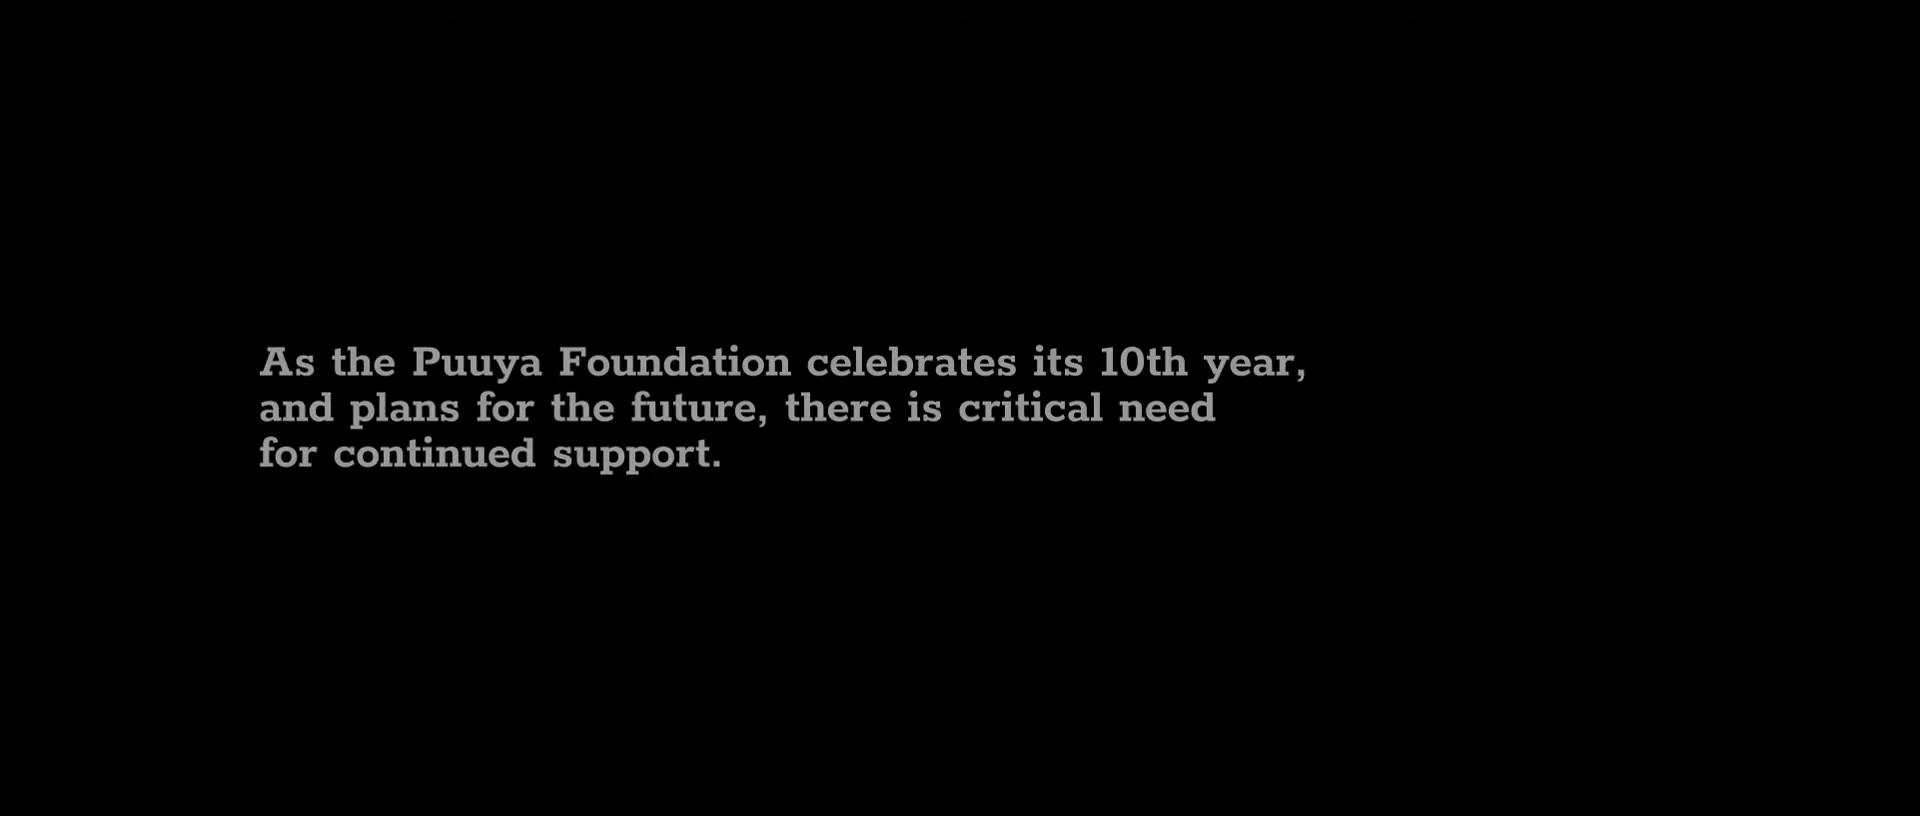 As the Puuya Foundation celebrates its 10th year,
and plans for the future, there is critical need
for continued support.